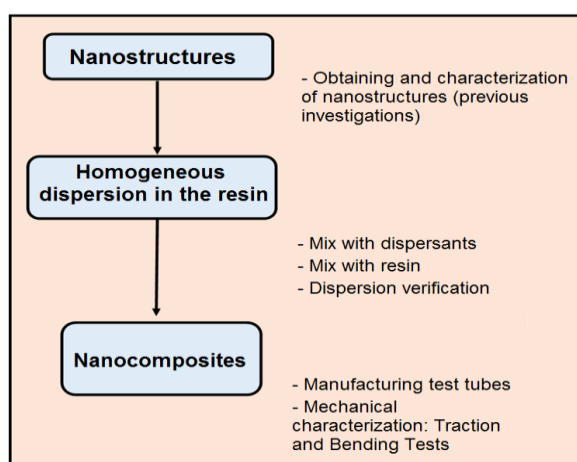 Nanostructures
- Obtaining and characterization
of nanostructures (previous
investigations)
Homogeneous
dispersion in the resin
- Mix with dispersants
- Mix with resin
- Dispersion verification
Nanocomposites
- Manufacturing test tubes
- Mechanical
characterization: Traction
and Bending Tests